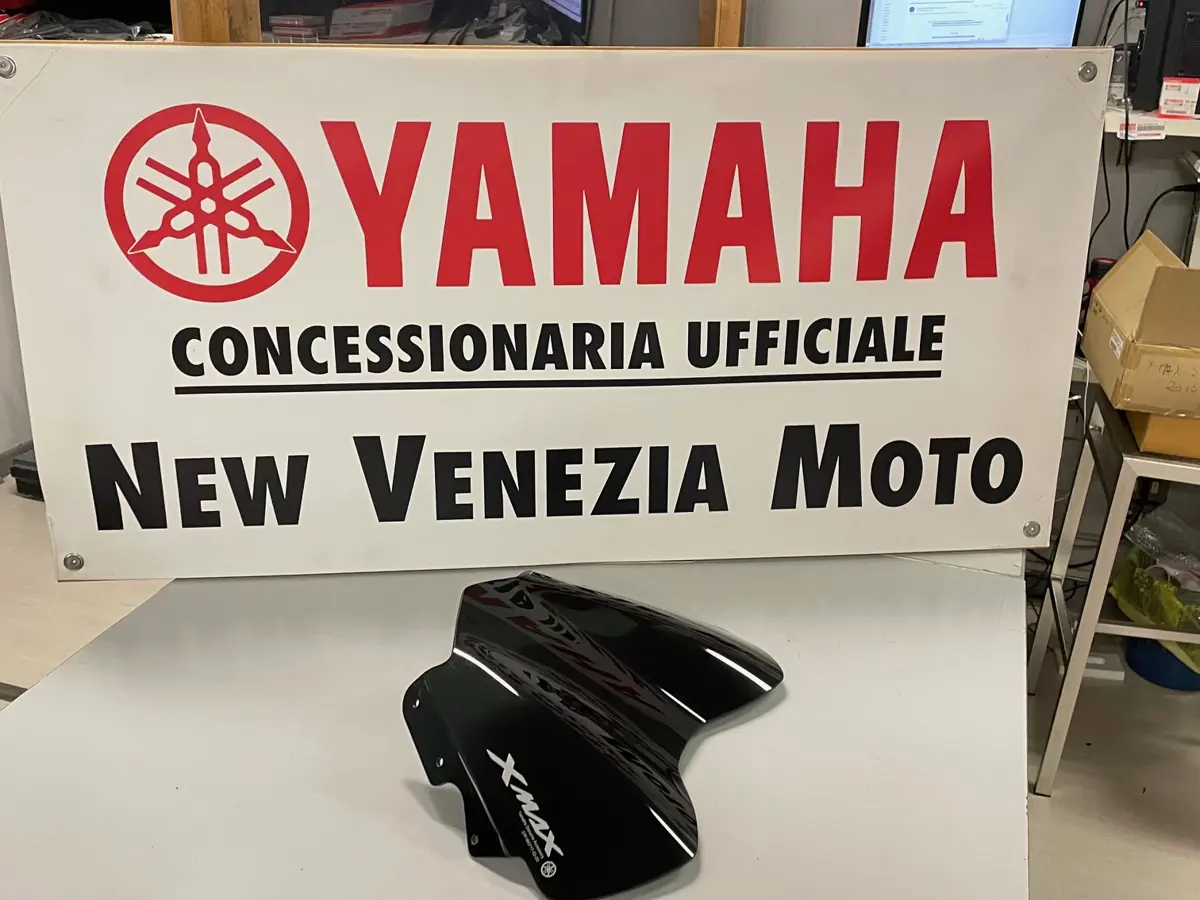 YAMAHA
CONCESSIONARIA UFFICIALE
NEW VENEZIA MOTO
XMAX